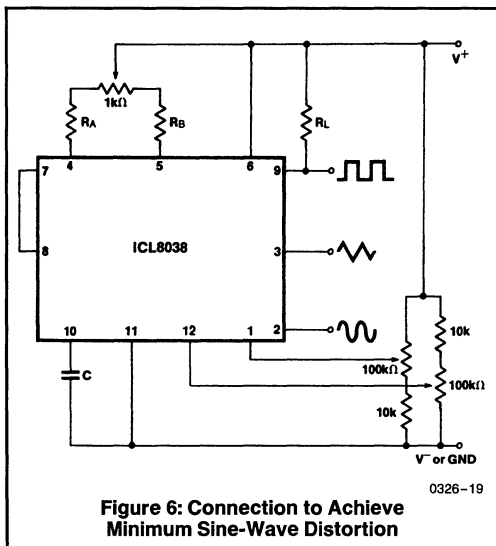 V+
1kΩ
RA
RB
RL
4
5
6
7
9
8
ICL8038
3
2
10
11
12
1
C
100kΩ
10k
10k
100kΩ
V− or GND
0326-19
Figure 6: Connection to Achieve
Minimum Sine-Wave Distortion